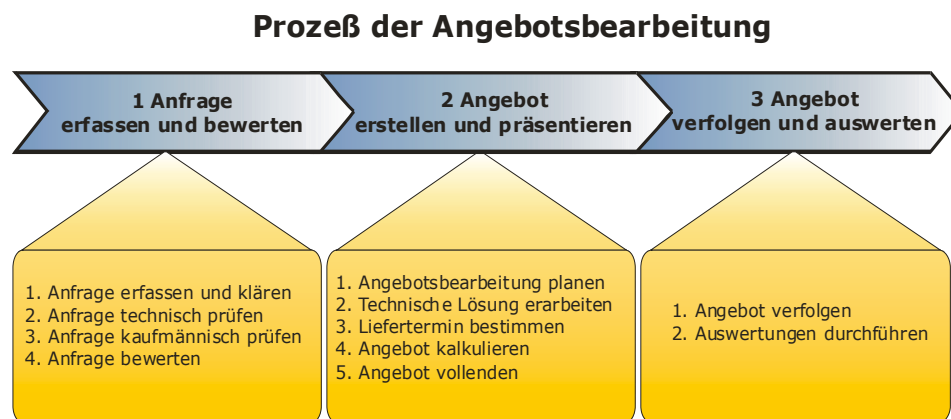 Prozeß der Angebotsbearbeitung
1 Anfrage
erfassen und bewerten
2 Angebot
erstellen und präsentieren
3 Angebot
verfolgen und auswerten
1. Anfrage erfassen und klären
2. Anfrage technisch prüfen
3. Anfrage kaufmännisch prüfen
4. Anfrage bewerten
1. Angebotsbearbeitung planen
2. Technische Lösung erarbeiten
3. Liefertermin bestimmen
4. Angebot kalkulieren
5. Angebot vollenden
1. Angebot verfolgen
2. Auswertungen durchführen